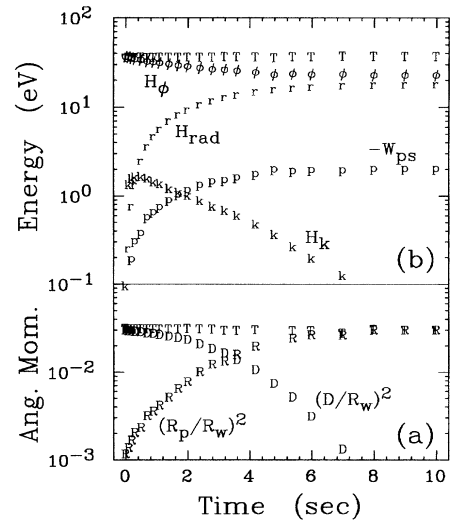 10²
T T T T T T T T T T T
ϕ ϕ ϕ ϕ ϕ ϕ ϕ ϕ ϕ ϕ ϕ
H_ϕ
10¹
r r r r r r r r r r r
H_rad
-W_ps
p p p p p p p p p p p
10⁰
k k k k k k k k k k k
H_k
(b)
10⁻¹
Energy (eV)
T T T T T T T T T T T
10⁻²
D D D D D D D D D D D
R R R R R R R R R R R
(D/R_w)²
(R_p/R_w)²
(a)
10⁻³
Ang. Mom.
0 2 4 6 8 10
Time (sec)